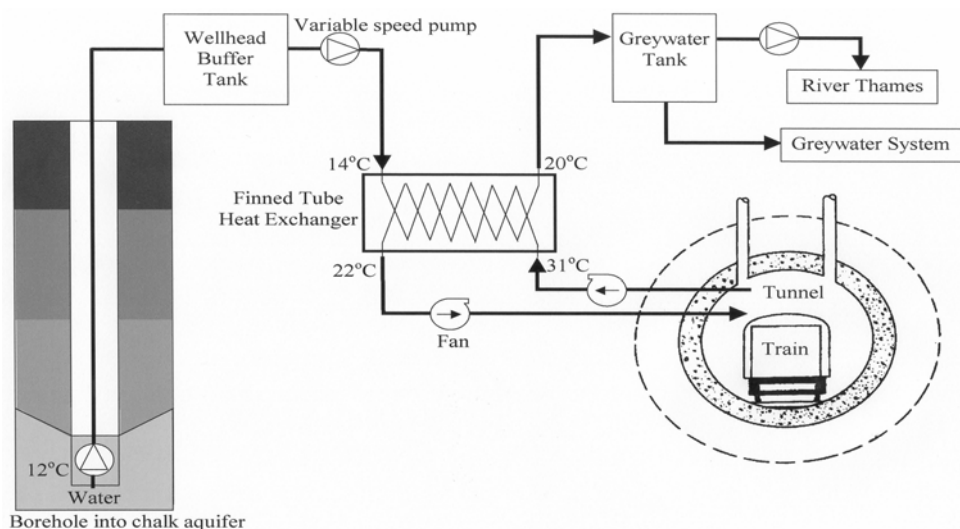 Variable speed pump
Wellhead
Buffer
Tank
Greywater
Tank
River Thames
Greywater System
14°C
20°C
Finned Tube
Heat Exchanger
22°C
31°C
Tunnel
Fan
Train
12°C
Water
Borehole into chalk aquifer